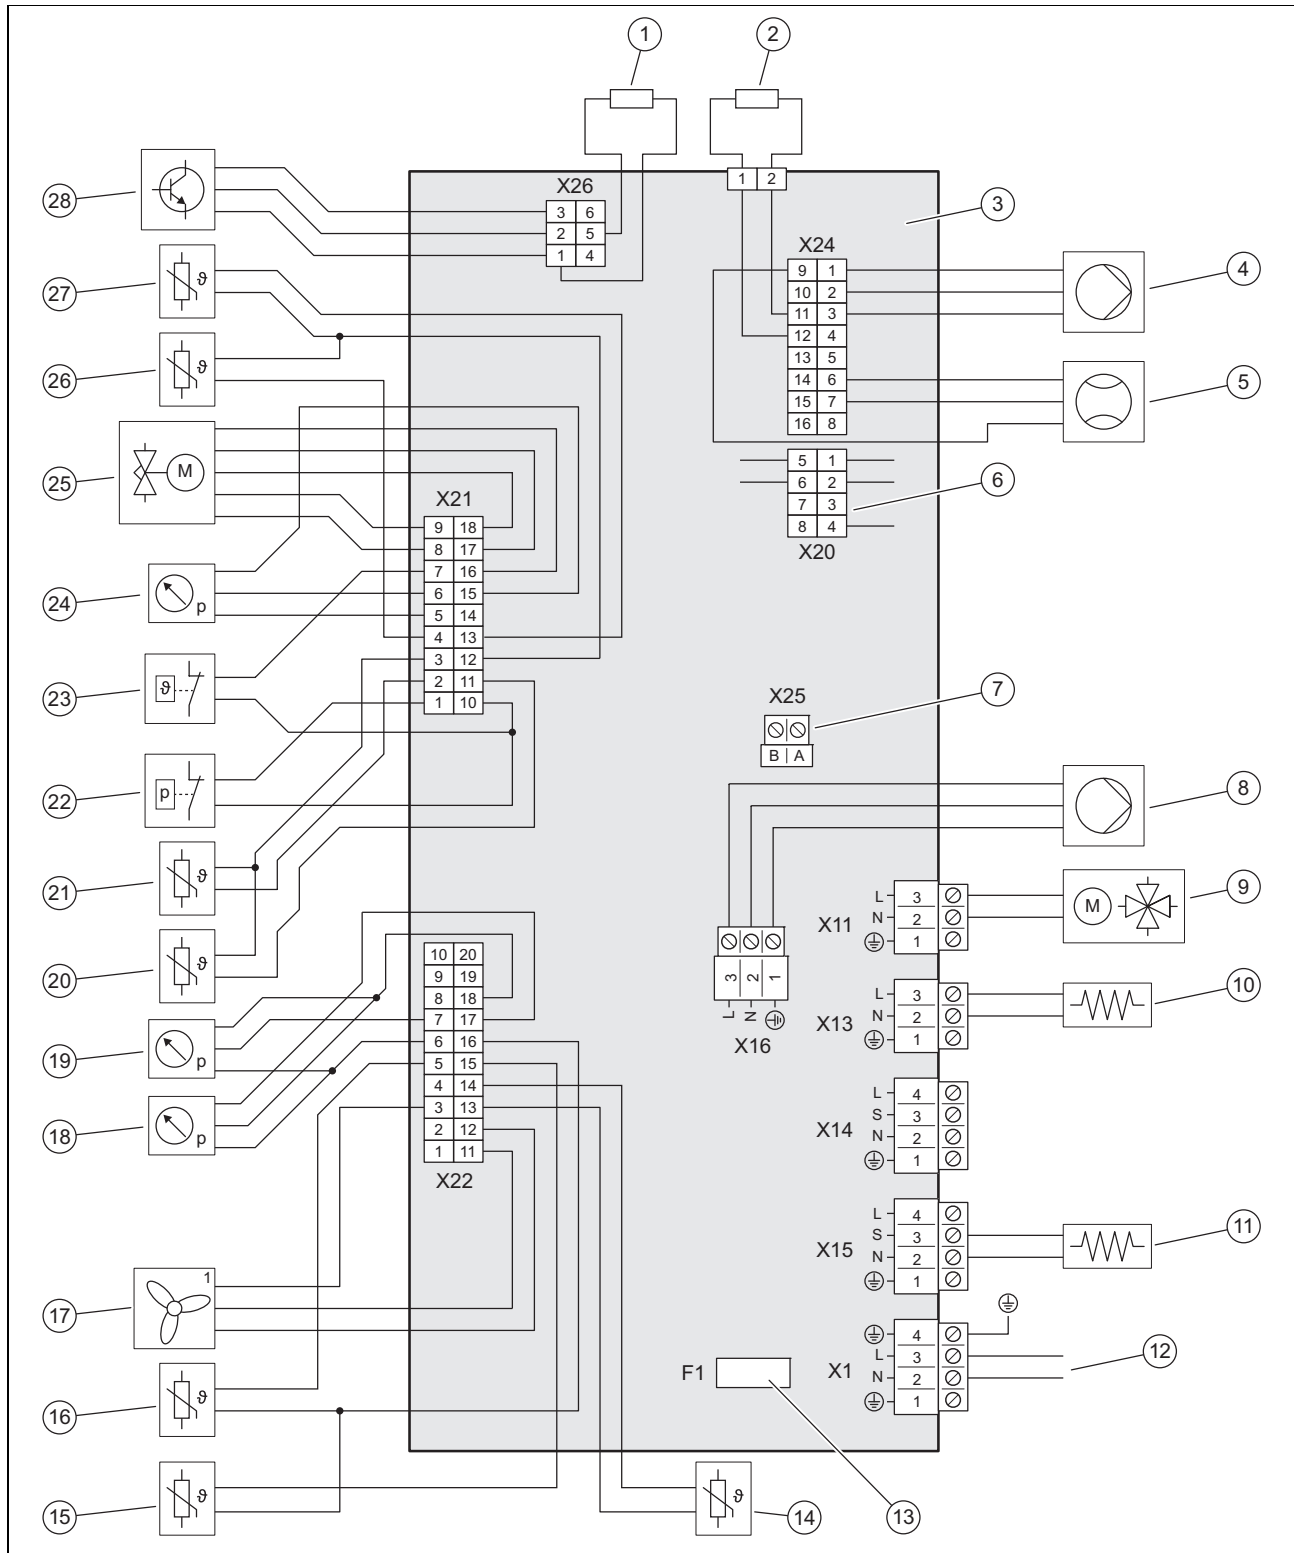 1
2
28
X26
3 6
2 5
1 4
1 2
3
X24
9 1
10 2
11 3
12 4
13 5
14 6
15 7
16 8
4
27
ϑ
26
ϑ
5
25
M
X21
9 18
8 17
7 16
6 15
5 14
4 13
3 12
2 11
1 10
5 1
6 2
7 3
8 4
X20
6
24
p
23
ϑ
X25
B A
7
22
p
8
21
ϑ
X11
L 3
N 2
1
M
9
20
ϑ
10 20
9 19
8 18
7 17
6 16
5 15
4 14
3 13
2 12
1 11
X22
3 2 1
L N
X16
X13
L 3
N 2
1
10
19
p
18
p
X14
L 4
S 3
N 2
1
X15
L 4
S 3
N 2
1
11
17
1
F1
X1
4
L 3
N 2
1
12
16
ϑ
15
ϑ
ϑ
14
13